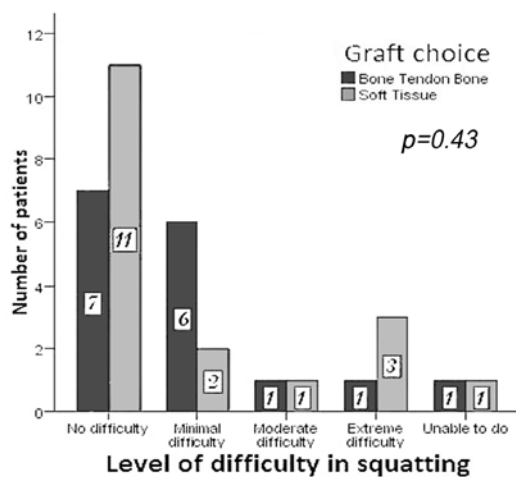 Graft choice
Bone Tendon Bone
Soft Tissue
p=0.43
Number of patients
12
10
8
6
4
2
0
7
11
6
2
1
1
1
3
1
1
No difficulty
Minimal difficulty
Moderate difficulty
Extreme difficulty
Unable to do
Level of difficulty in squatting